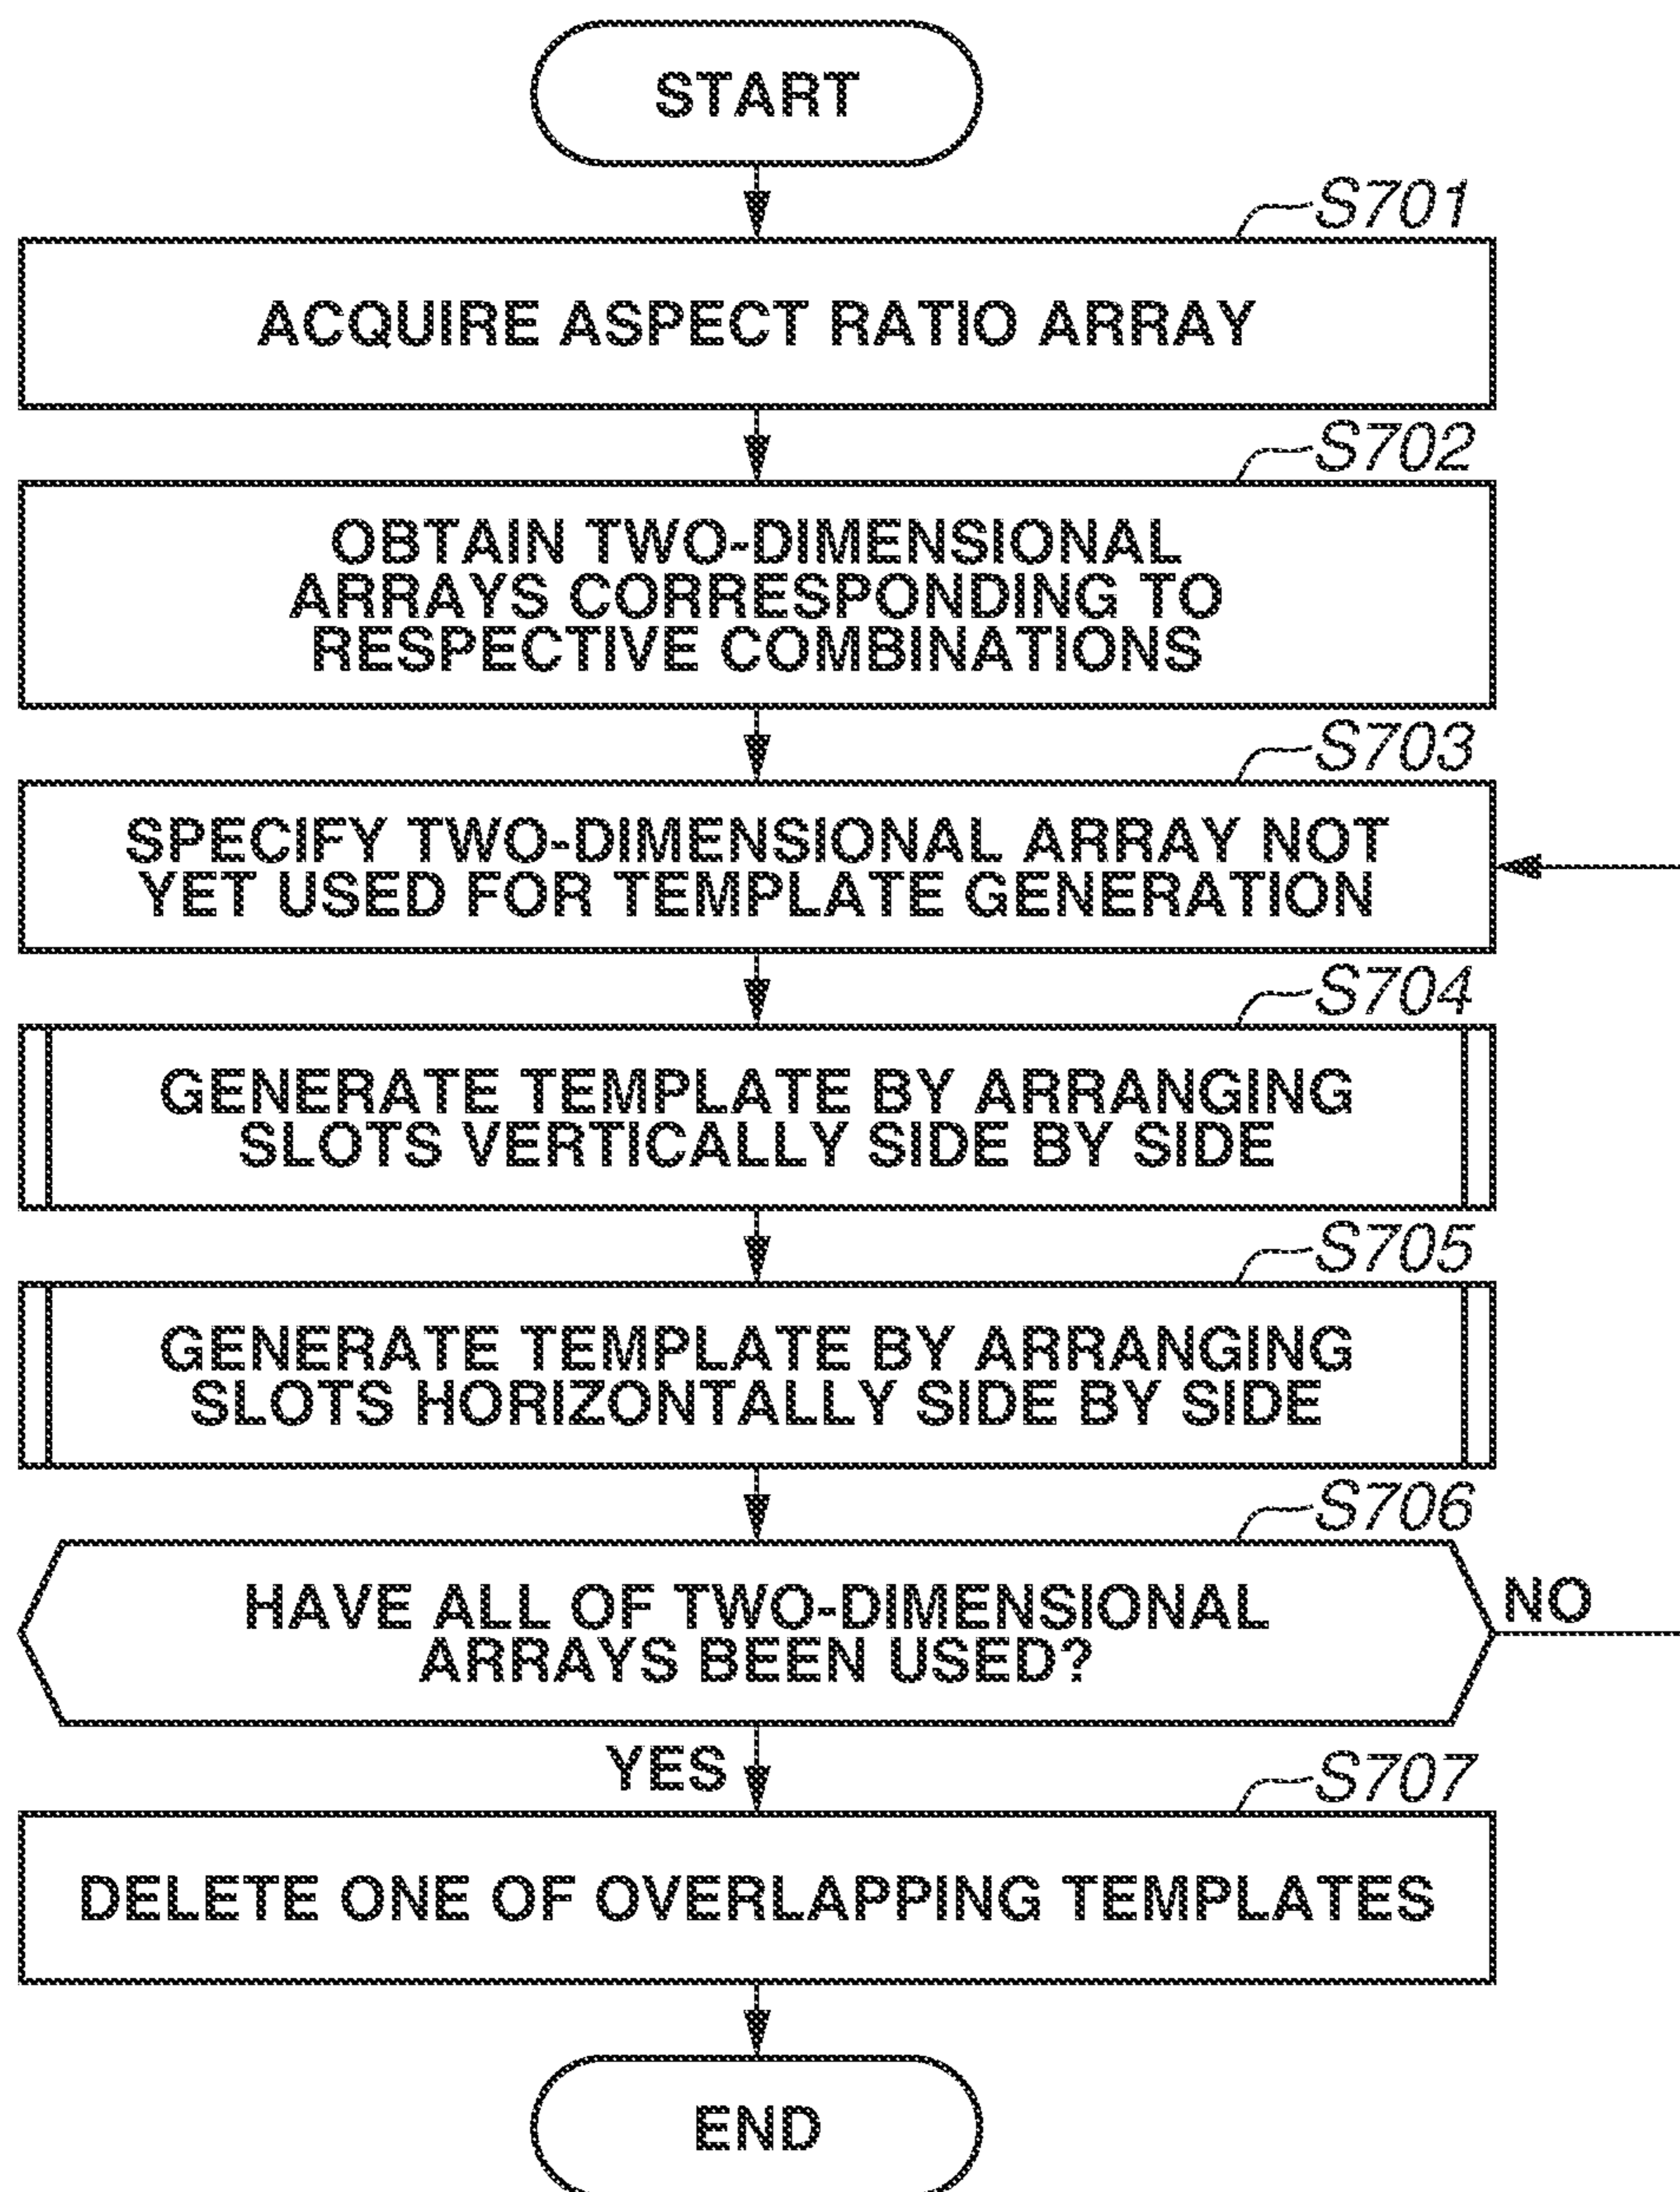 START
S701
ACQUIRE ASPECT RATIO ARRAY
S702
OBTAIN TWO-DIMENSIONAL
ARRAYS CORRESPONDING TO
RESPECTIVE COMBINATIONS
S703
SPECIFY TWO-DIMENSIONAL ARRAY NOT
YET USED FOR TEMPLATE GENERATION
S704
GENERATE TEMPLATE BY ARRANGING
SLOTS VERTICALLY SIDE BY SIDE
S705
GENERATE TEMPLATE BY ARRANGING
SLOTS HORIZONTALLY SIDE BY SIDE
S706
HAVE ALL OF TWO-DIMENSIONAL
ARRAYS BEEN USED?
NO
YES
S707
DELETE ONE OF OVERLAPPING TEMPLATES
END